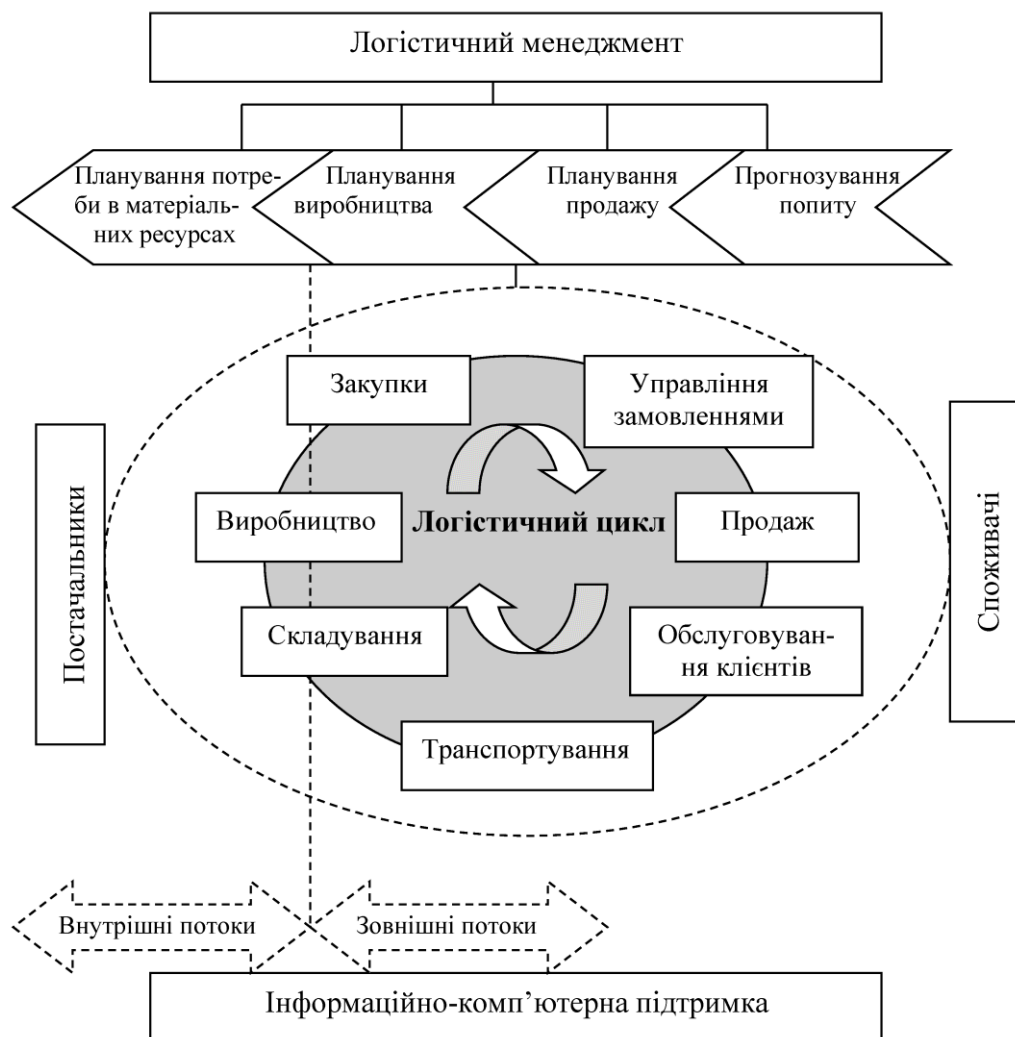 Логістичний менеджмент
Планування потре-
би в матеріаль-
них ресурсах
Планування
виробництва
Планування
продажу
Прогнозування
попиту
Закупки
Управління
замовленнями
Постачальники
Виробництво
Логістичний цикл
Продаж
Споживачі
Складування
Обслуговуван-
ня клієнтів
Транспортування
Внутрішні потоки
Зовнішні потоки
Інформаційно-комп’ютерна підтримка